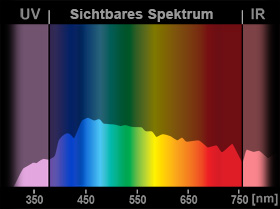 UV | Sichtbares Spektrum | IR
350 450 550 650 750 [nm]